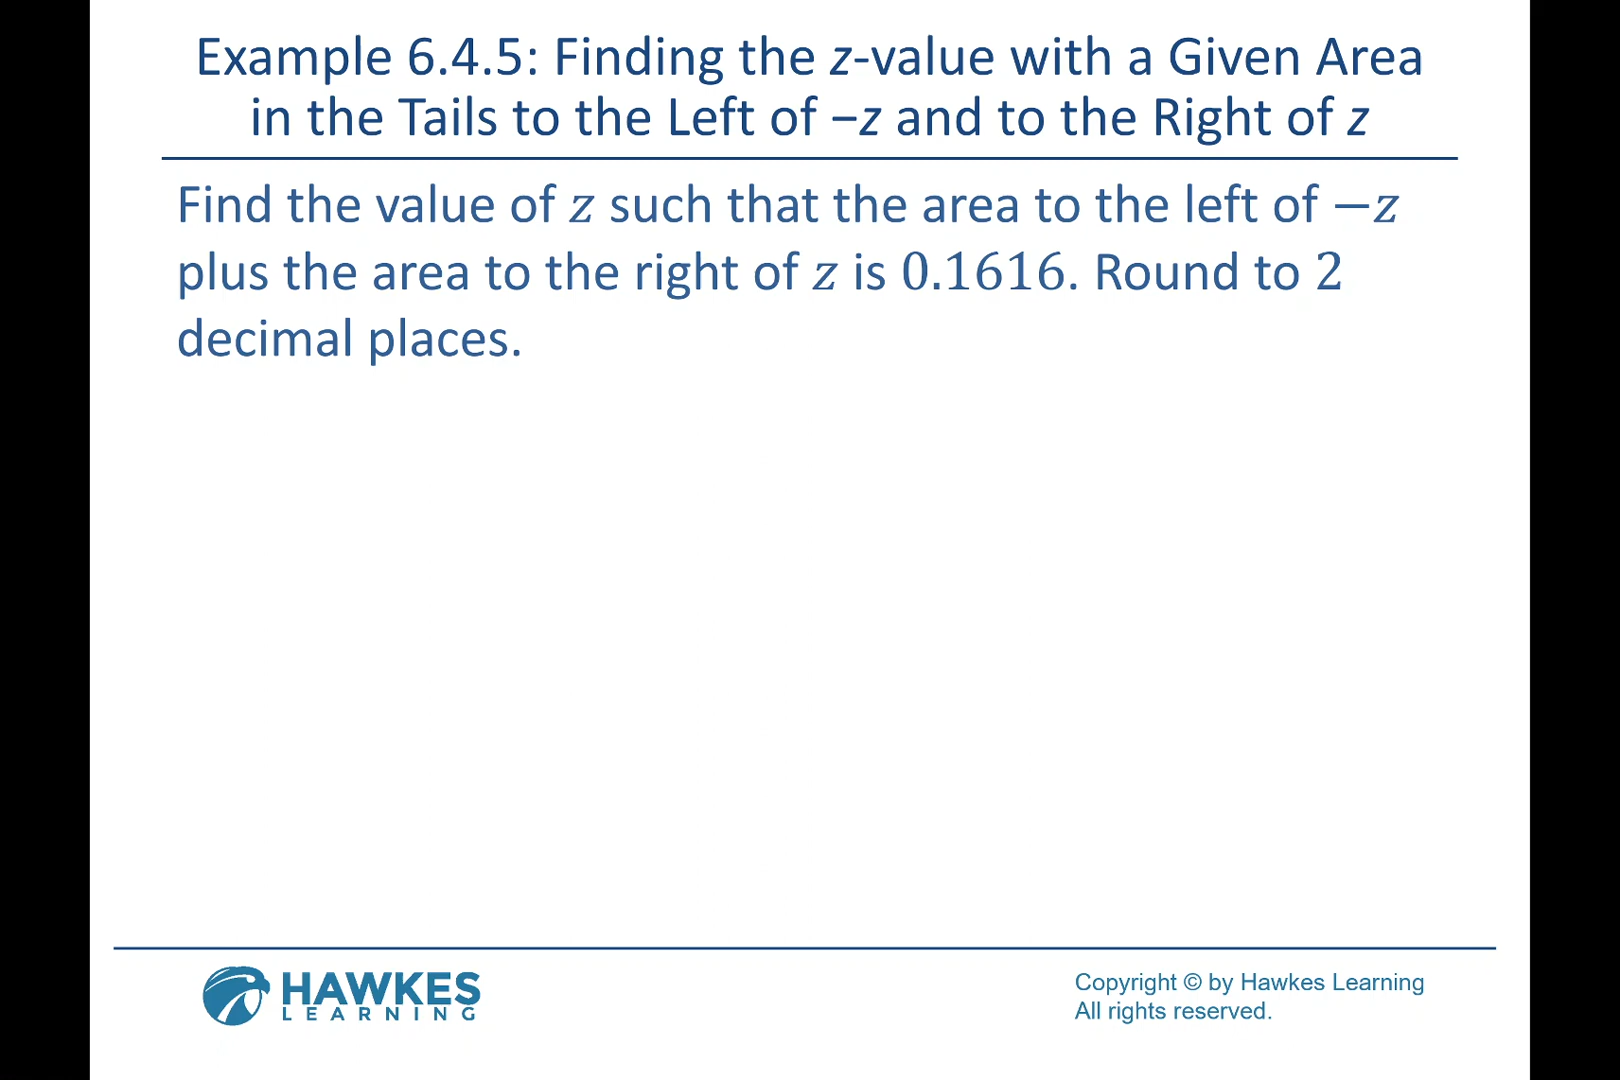 Example 6.4.5: Finding the z-value with a Given Area
in the Tails to the Left of −z and to the Right of z
Find the value of z such that the area to the left of −z
plus the area to the right of z is 0.1616. Round to 2
decimal places.
HAWKES
LEARNING
Copyright © by Hawkes Learning
All rights reserved.